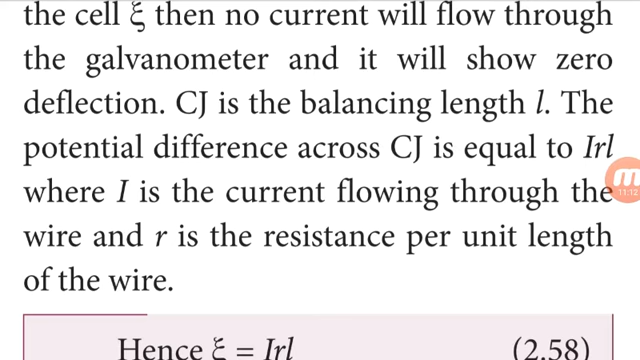 the cell ξ then no current will flow through
the galvanometer and it will show zero
deflection. CJ is the balancing length l. The
potential difference across CJ is equal to Irl
where I is the current flowing through the
wire and r is the resistance per unit length
of the wire.
Hence ξ = Irl (2.58)
11:12